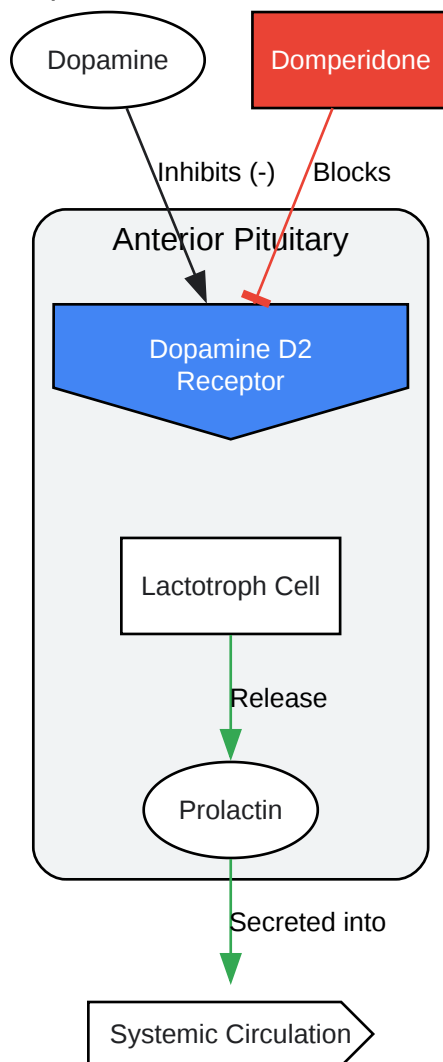 Dopamine
Domperidone
Inhibits (-)
Blocks
Anterior Pituitary
Dopamine D2
Receptor
Lactotroph Cell
Release
Prolactin
Secreted into
Systemic Circulation